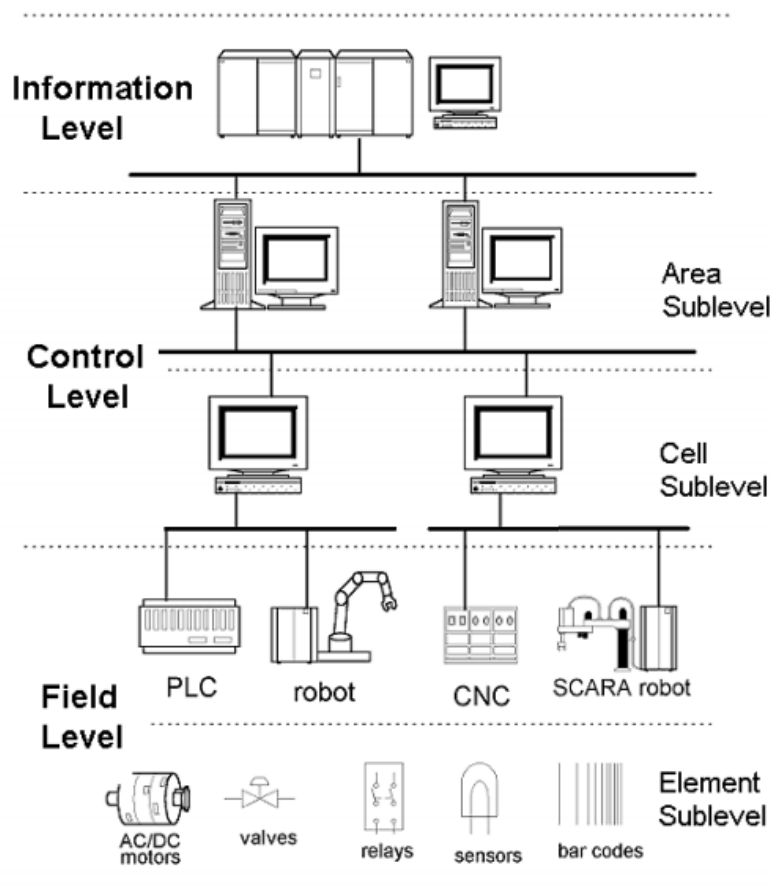 Information
Level
Area
Sublevel
Control
Level
Cell
Sublevel
PLC
robot
CNC
SCARA robot
Field
Level
Element
Sublevel
AC/DC
motors
valves
relays
sensors
bar codes